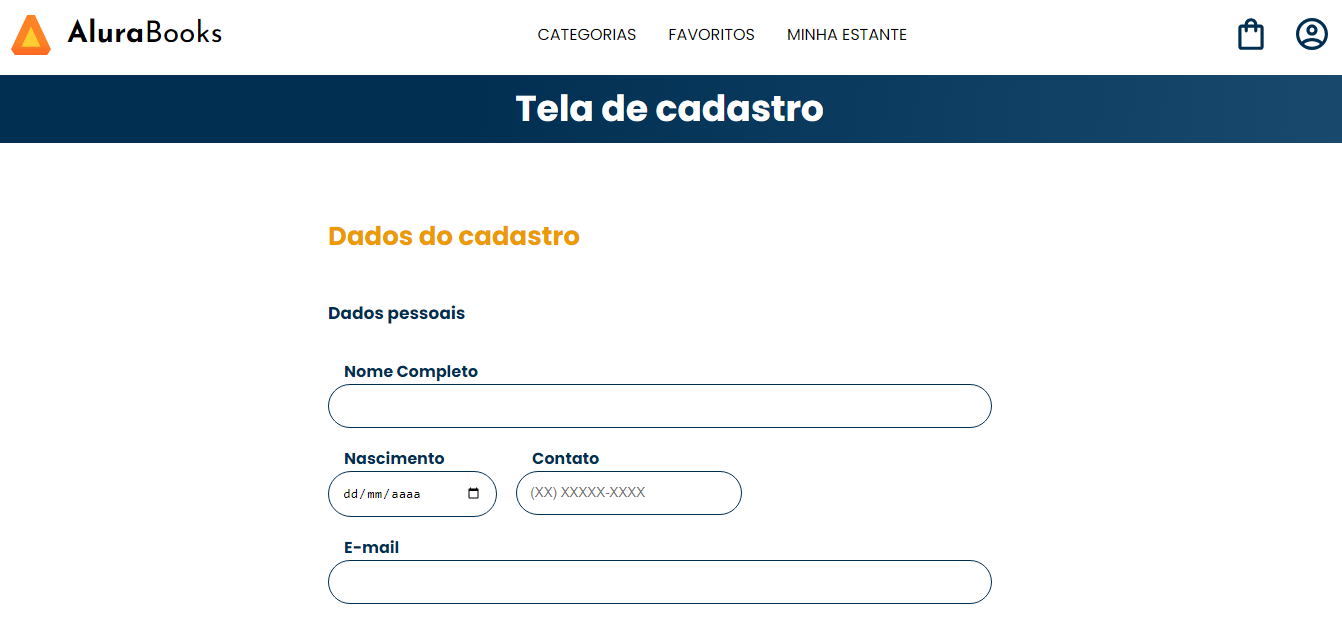 AluraBooks CATEGORIAS FAVORITOS MINHA ESTANTE
Tela de cadastro
Dados do cadastro
Dados pessoais
Nome Completo
Nascimento Contato
dd/mm/aaaa (XX) XXXXX-XXXX
E-mail